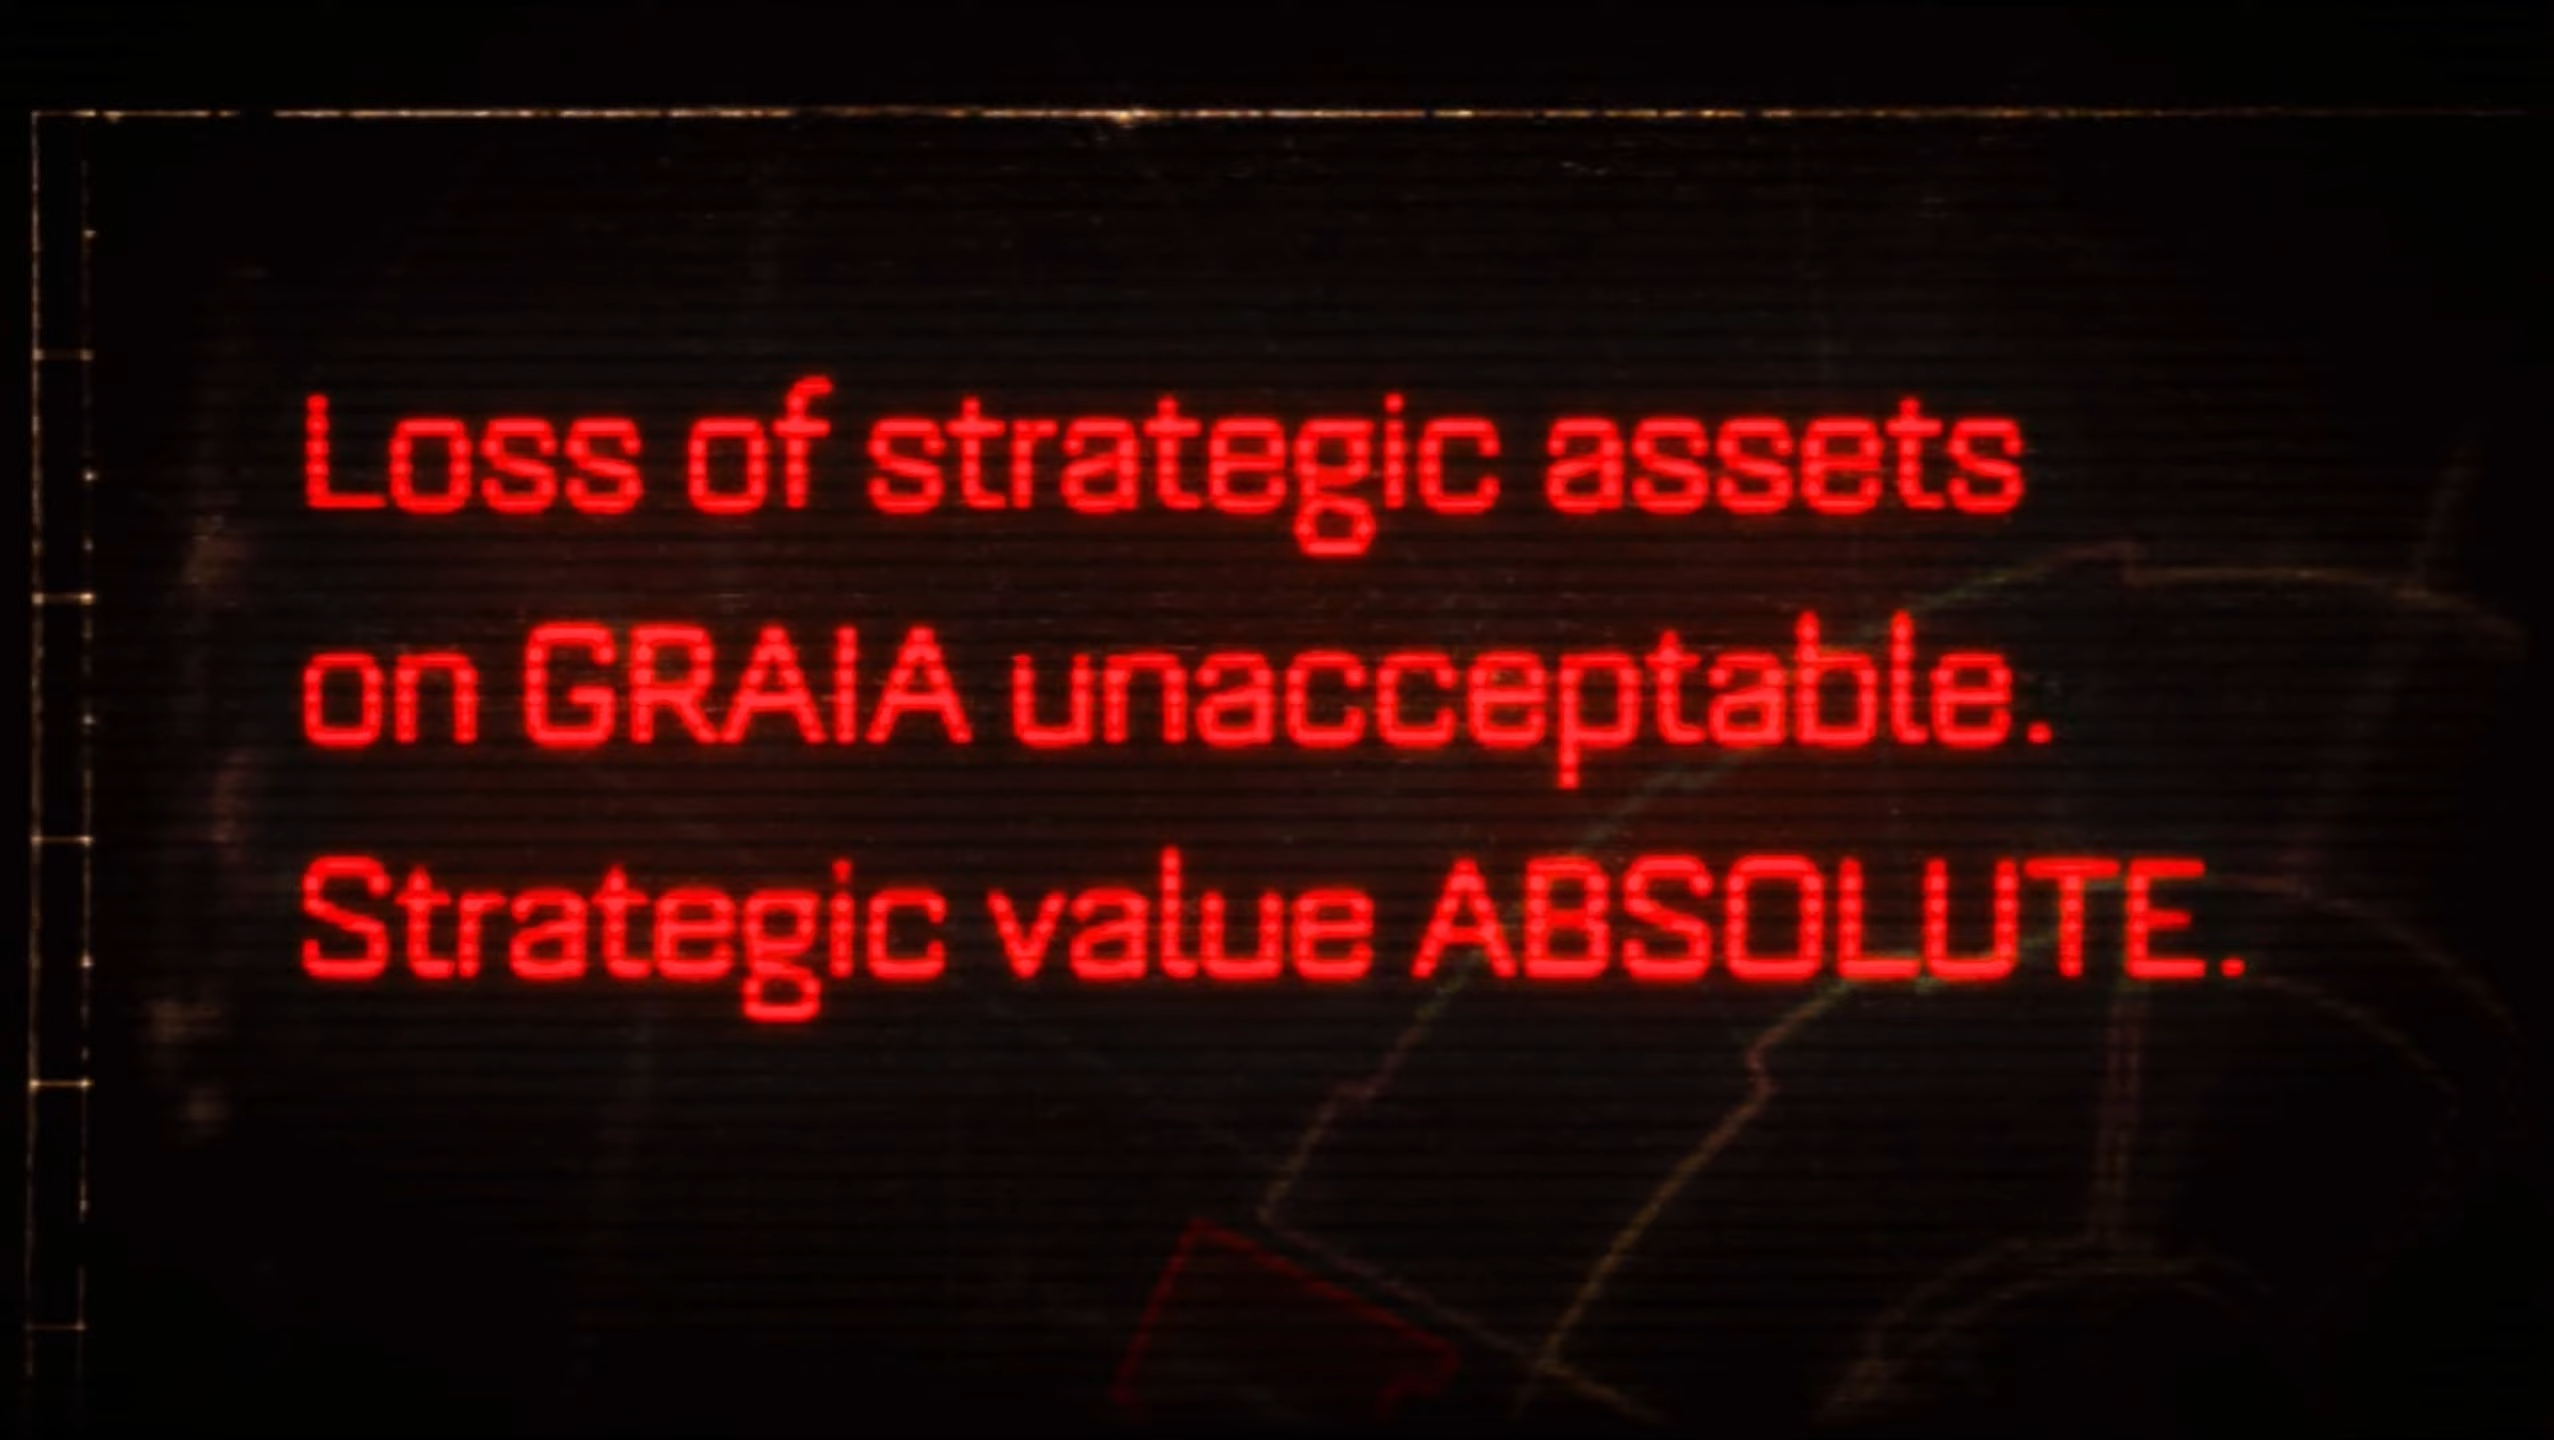 Loss of strategic assets
on GRAIA unacceptable.
Strategic value ABSOLUTE.